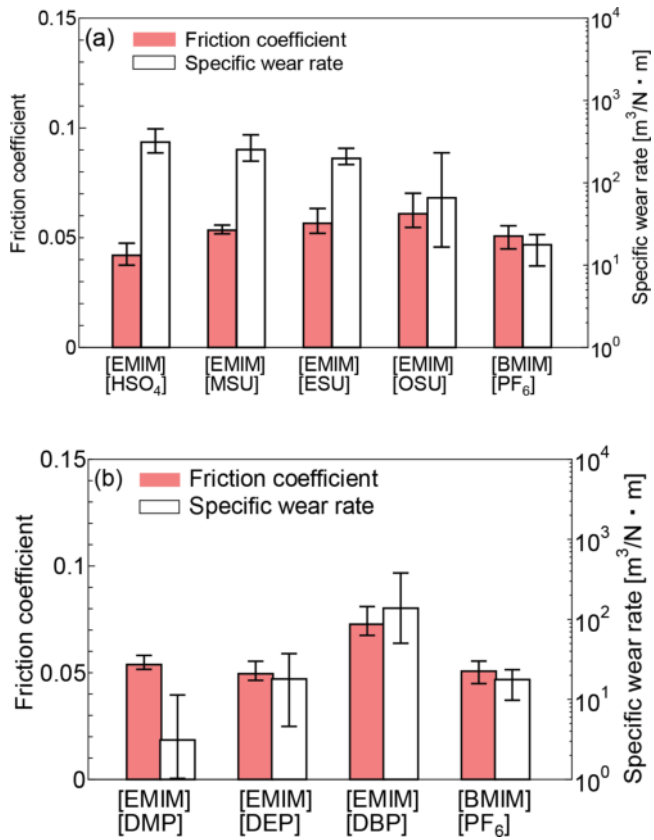 (a)
Friction coefficient
Specific wear rate
Friction coefficient
0.15
0.1
0.05
0
Specific wear rate [m³/N・m]
10⁴
10³
10²
10¹
10⁰
[EMIM] [EMIM] [EMIM] [EMIM] [BMIM]
[HSO₄] [MSU] [ESU] [OSU] [PF₆]
(b)
Friction coefficient
Specific wear rate
Friction coefficient
0.15
0.1
0.05
0
Specific wear rate [m³/N・m]
10⁴
10³
10²
10¹
10⁰
[EMIM] [EMIM] [EMIM] [BMIM]
[DMP] [DEP] [DBP] [PF₆]